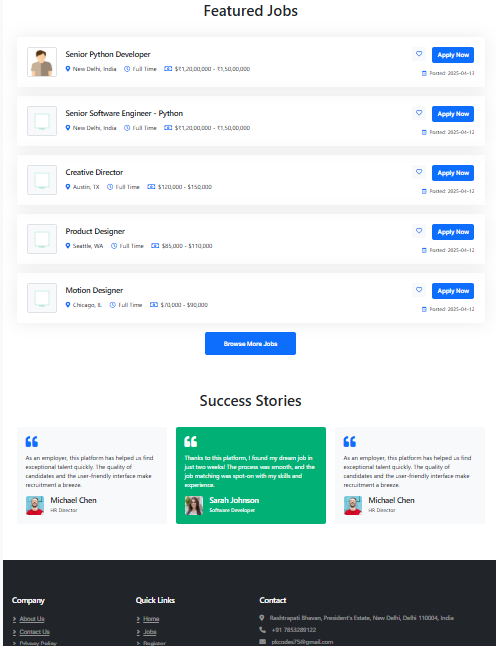 Featured Jobs
Senior Python Developer
New Delhi, India Full Time $₹1,20,00,000 - ₹1,50,00,000
Apply Now
Posted: 2025-04-13
Senior Software Engineer - Python
New Delhi, India Full Time $₹1,20,00,000 - ₹1,50,00,000
Apply Now
Posted: 2025-04-12
Creative Director
Austin, TX Full Time $120,000 - $150,000
Apply Now
Posted: 2025-04-12
Product Designer
Seattle, WA Full Time $85,000 - $110,000
Apply Now
Posted: 2025-04-12
Motion Designer
Chicago, IL Full Time $70,000 - $90,000
Apply Now
Posted: 2025-04-12
Browse More Jobs
Success Stories
As an employer, this platform has helped us find
exceptional talent quickly. The quality of
candidates and the user-friendly interface make
recruitment a breeze.
Michael Chen
HR Director
Thanks to this platform, I found my dream job in
just two weeks! The process was smooth, and the
job matching was spot-on with my skills and
experience.
Sarah Johnson
Software Developer
As an employer, this platform has helped us find
exceptional talent quickly. The quality of
candidates and the user-friendly interface make
recruitment a breeze.
Michael Chen
HR Director
Company
About Us
Contact Us
Privacy Policy
Quick Links
Home
Jobs
Register
Contact
Rashtrapati Bhavan, President's Estate, New Delhi, Delhi 110004, India
+91 7853289122
pkcodes75@gmail.com